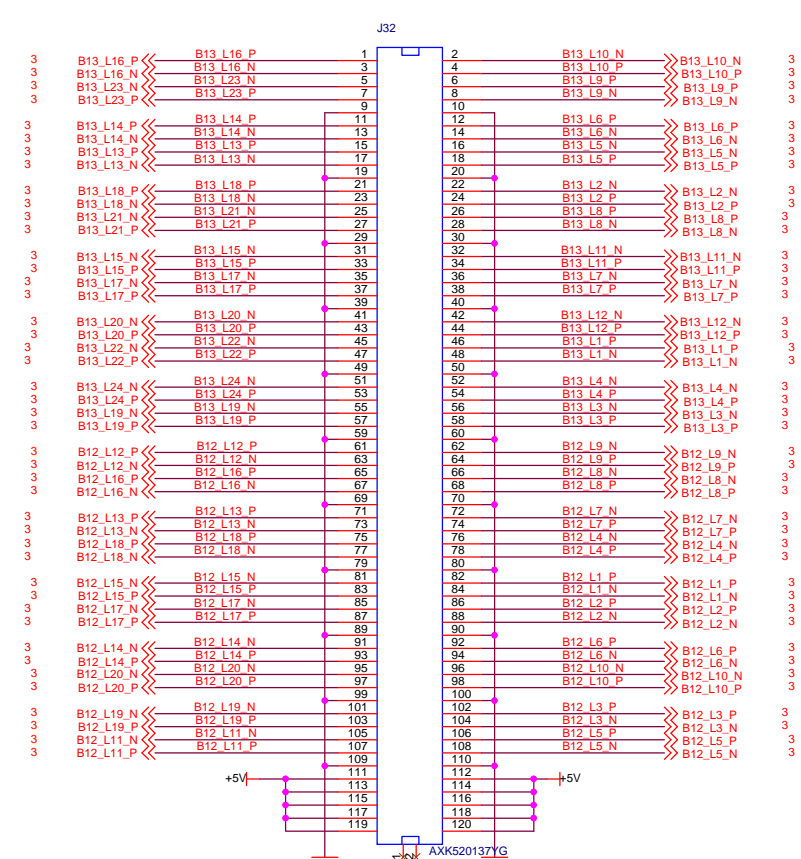 J32
3 B13_L16_P B13_L16_P 1 2 B13_L10_N B13_L10_N 3
3 B13_L16_N B13_L16_N 3 4 B13_L10_P B13_L10_P 3
3 B13_L23_N B13_L23_N 5 6 B13_L9_P B13_L9_P 3
3 B13_L23_P B13_L23_P 7 8 B13_L9_N B13_L9_N 3
9 10
3 B13_L14_P B13_L14_P 11 12 B13_L6_P B13_L6_P 3
3 B13_L14_N B13_L14_N 13 14 B13_L6_N B13_L6_N 3
3 B13_L13_P B13_L13_P 15 16 B13_L5_N B13_L5_N 3
3 B13_L13_N B13_L13_N 17 18 B13_L5_P B13_L5_P 3
19 20
3 B13_L18_P B13_L18_P 21 22 B13_L2_N B13_L2_N 3
3 B13_L18_N B13_L18_N 23 24 B13_L2_P B13_L2_P 3
3 B13_L21_N B13_L21_N 25 26 B13_L8_P B13_L8_P 3
3 B13_L21_P B13_L21_P 27 28 B13_L8_N B13_L8_N 3
29 30
3 B13_L15_N B13_L15_N 31 32 B13_L11_N B13_L11_N 3
3 B13_L15_P B13_L15_P 33 34 B13_L11_P B13_L11_P 3
3 B13_L17_N B13_L17_N 35 36 B13_L7_N B13_L7_N 3
3 B13_L17_P B13_L17_P 37 38 B13_L7_P B13_L7_P 3
39 40
3 B13_L20_N B13_L20_N 41 42 B13_L12_N B13_L12_N 3
3 B13_L20_P B13_L20_P 43 44 B13_L12_P B13_L12_P 3
3 B13_L22_N B13_L22_N 45 46 B13_L1_P B13_L1_P 3
3 B13_L22_P B13_L22_P 47 48 B13_L1_N B13_L1_N 3
49 50
3 B13_L24_N B13_L24_N 51 52 B13_L4_N B13_L4_N 3
3 B13_L24_P B13_L24_P 53 54 B13_L4_P B13_L4_P 3
3 B13_L19_N B13_L19_N 55 56 B13_L3_N B13_L3_N 3
3 B13_L19_P B13_L19_P 57 58 B13_L3_P B13_L3_P 3
59 60
3 B12_L12_P B12_L12_P 61 62 B12_L9_N B12_L9_N 3
3 B12_L12_N B12_L12_N 63 64 B12_L9_P B12_L9_P 3
3 B12_L16_P B12_L16_P 65 66 B12_L8_N B12_L8_N 3
3 B12_L16_N B12_L16_N 67 68 B12_L8_P B12_L8_P 3
69 70
3 B12_L13_P B12_L13_P 71 72 B12_L7_N B12_L7_N 3
3 B12_L13_N B12_L13_N 73 74 B12_L7_P B12_L7_P 3
3 B12_L18_P B12_L18_P 75 76 B12_L4_N B12_L4_N 3
3 B12_L18_N B12_L18_N 77 78 B12_L4_P B12_L4_P 3
79 80
3 B12_L15_N B12_L15_N 81 82 B12_L1_P B12_L1_P 3
3 B12_L15_P B12_L15_P 83 84 B12_L1_N B12_L1_N 3
3 B12_L17_N B12_L17_N 85 86 B12_L2_P B12_L2_P 3
3 B12_L17_P B12_L17_P 87 88 B12_L2_N B12_L2_N 3
89 90
3 B12_L14_N B12_L14_N 91 92 B12_L6_P B12_L6_P 3
3 B12_L14_P B12_L14_P 93 94 B12_L6_N B12_L6_N 3
3 B12_L20_N B12_L20_N 95 96 B12_L10_N B12_L10_N 3
3 B12_L20_P B12_L20_P 97 98 B12_L10_P B12_L10_P 3
99 100
3 B12_L19_N B12_L19_N 101 102 B12_L3_P B12_L3_P 3
3 B12_L19_P B12_L19_P 103 104 B12_L3_N B12_L3_N 3
3 B12_L11_N B12_L11_N 105 106 B12_L5_P B12_L5_P 3
3 B12_L11_P B12_L11_P 107 108 B12_L5_N B12_L5_N 3
109 110
+5V 111 112 +5V
113 114
115 116
117 118
119 120
1 2 AXK520137YG